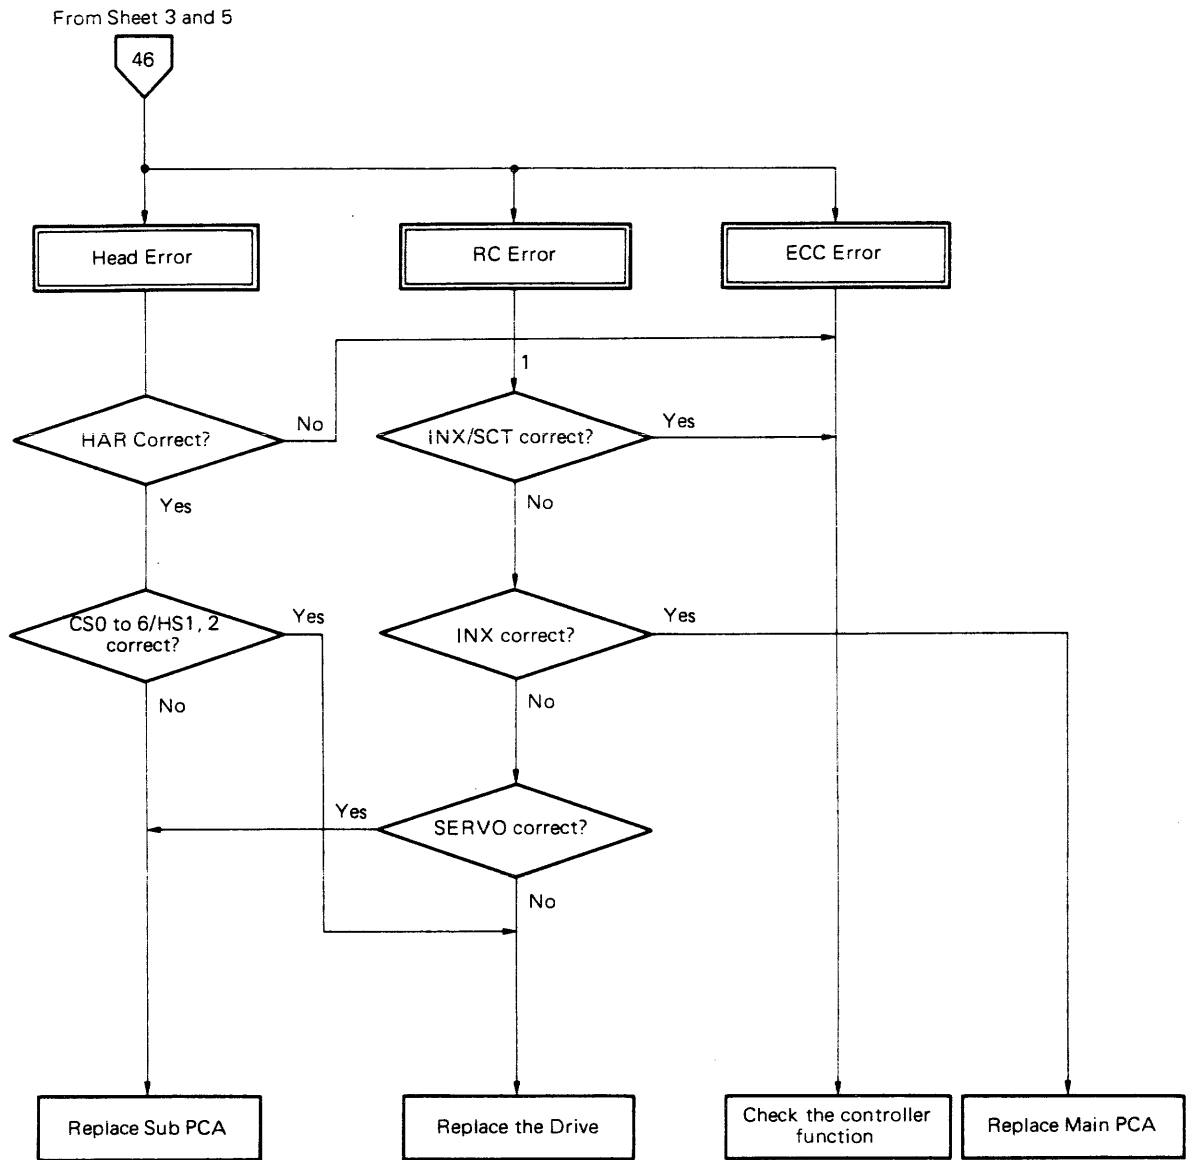 From Sheet 3 and 5
46
Head Error
RC Error
ECC Error
1
HAR Correct?
No
INX/SCT correct?
Yes
Yes
No
CS0 to 6/HS1, 2
correct?
Yes
INX correct?
Yes
No
No
Yes
SERVO correct?
No
Replace Sub PCA
Replace the Drive
Check the controller
function
Replace Main PCA